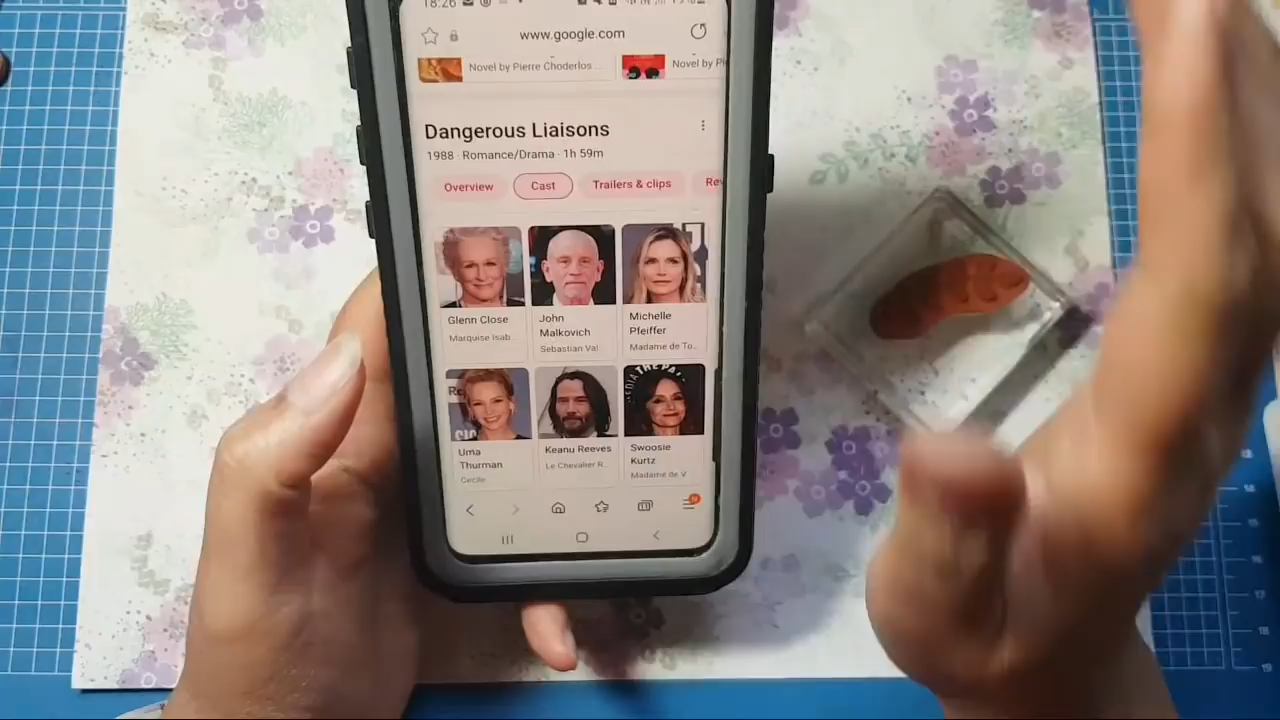 18:26
www.google.com
Novel by Pierre Choderlos ...
Novel by Pi
Dangerous Liaisons
1988 · Romance/Drama · 1h 59m
Overview
Cast
Trailers & clips
Rev
Glenn Close
Marquise Isab..
John
Malkovich
Sebastian Val
Michelle
Pfeiffer
Madame de To..
Uma
Thurman
Cecile
Keanu Reeves
Le Chevalier R..
Swoosie
Kurtz
Madame de V